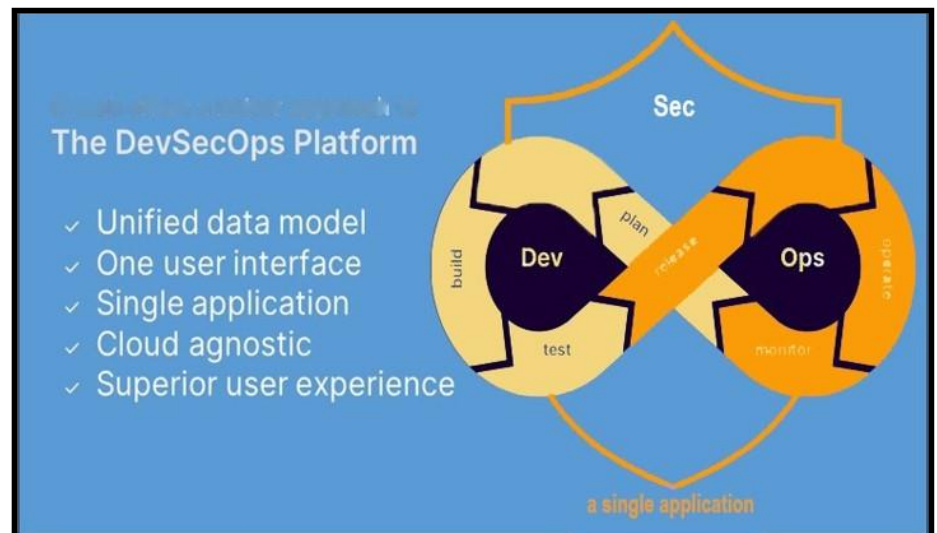 The DevSecOps Platform
✓ Unified data model
✓ One user interface
✓ Single application
✓ Cloud agnostic
✓ Superior user experience
Sec
Dev
Ops
plan
build
test
release
operate
monitor
a single application